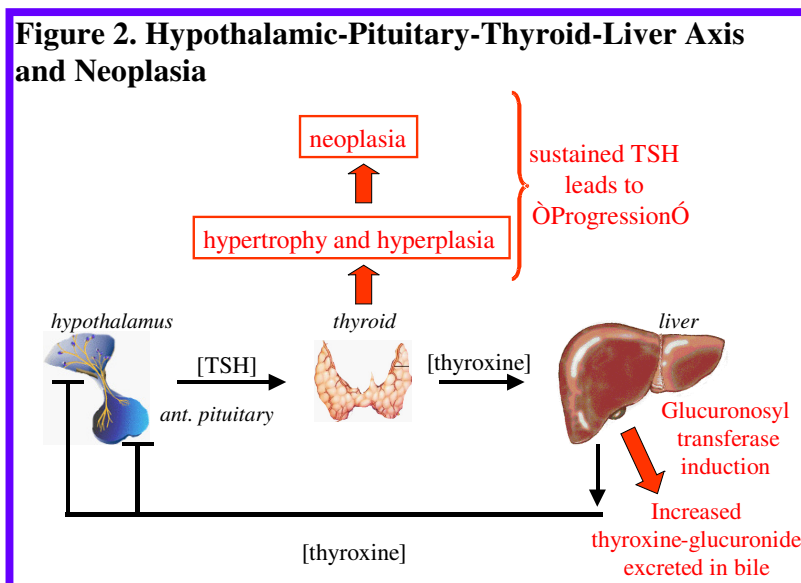 Figure 2. Hypothalamic-Pituitary-Thyroid-Liver Axis
and Neoplasia
neoplasia
sustained TSH
leads to
ÒProgressionÓ
hypertrophy and hyperplasia
hypothalamus
thyroid
liver
[TSH]
[thyroxine]
ant. pituitary
Glucuronosyl
transferase
induction
Increased
thyroxine-glucuronide
excreted in bile
[thyroxine]